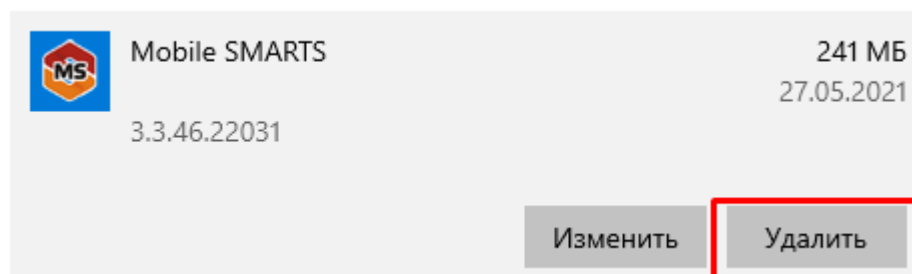 MS
Mobile SMARTS
241 МБ
27.05.2021
3.3.46.22031
Изменить
Удалить